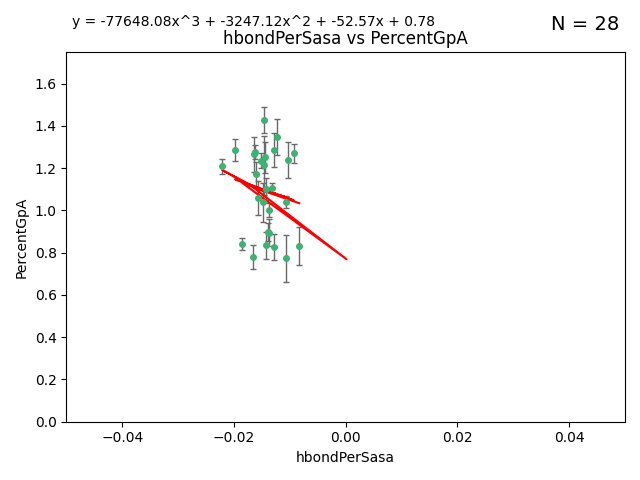 y = -77648.08x^3 + -3247.12x^2 + -52.57x + 0.78
N = 28
hbondPerSasa vs PercentGpA
PercentGpA
1.6
1.4
1.2
1.0
0.8
0.6
0.4
0.2
0.0
−0.04 −0.02 0.00 0.02 0.04
hbondPerSasa